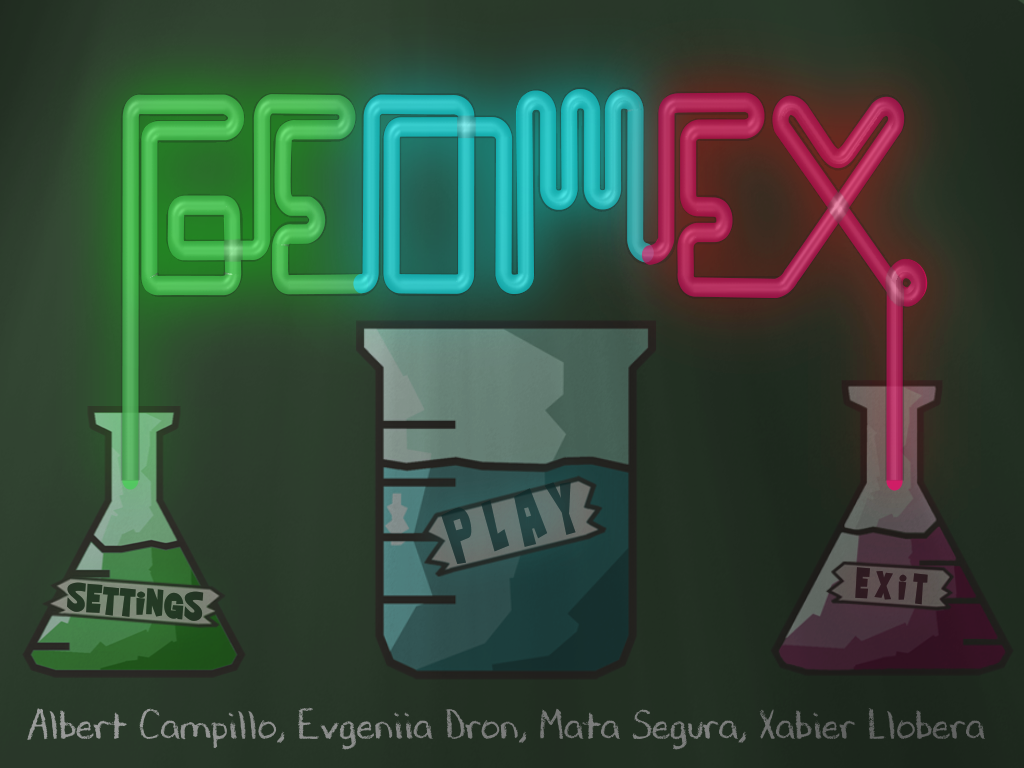 GEOMEX
PLAY
SETTiNGS
EXiT
Albert Campillo, Evgeniia Dron, Mata Segura, Xabier Llobera